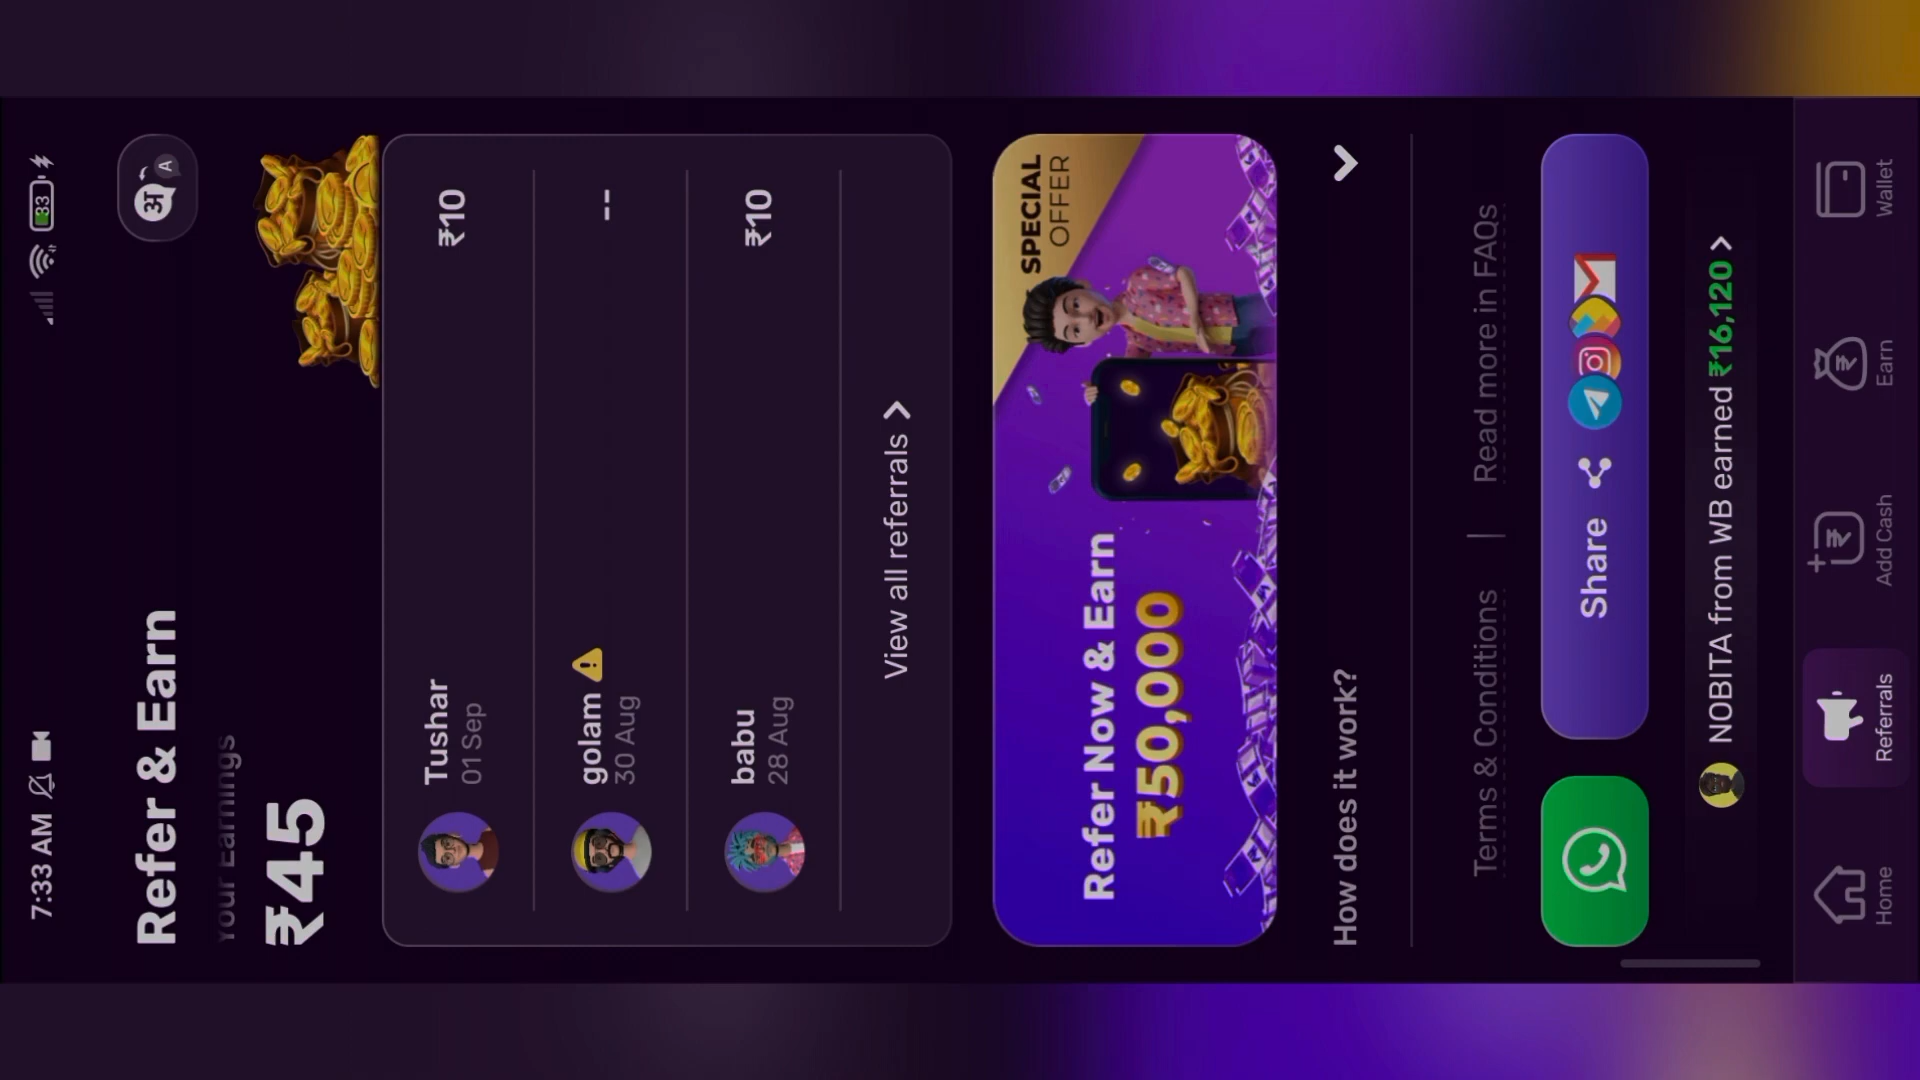 7:33 AM
33
Refer & Earn
अ A
Your Earnings
₹45
Tushar
01 Sep
₹10
golam
30 Aug
--
babu
28 Aug
₹10
View all referrals >
SPECIAL
OFFER
Refer Now & Earn
₹50,000
How does it work?
Terms & Conditions | Read more in FAQs
Share
NOBITA from WB earned ₹16,120 >
Home
Referrals
Add Cash
Earn
Wallet